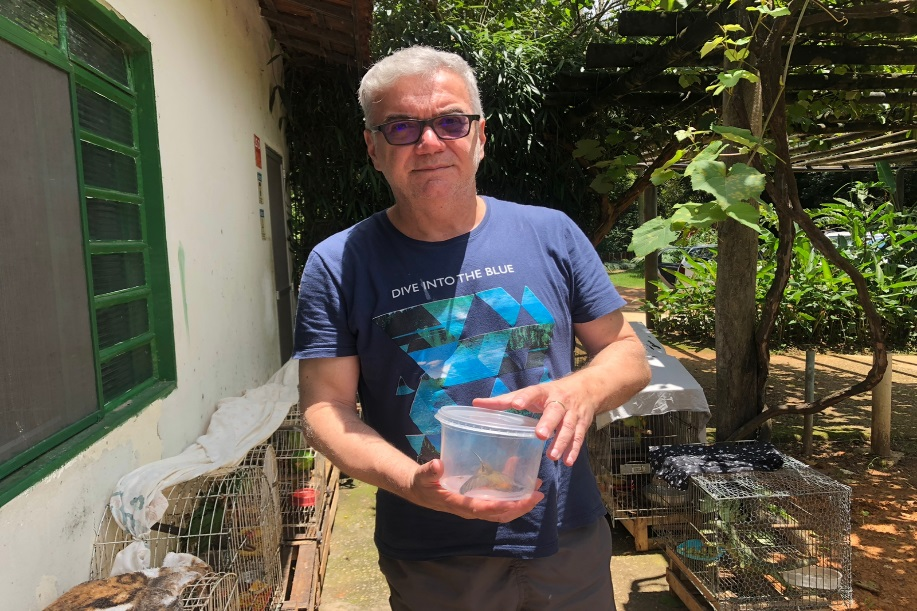 DIVE INTO THE BLUE